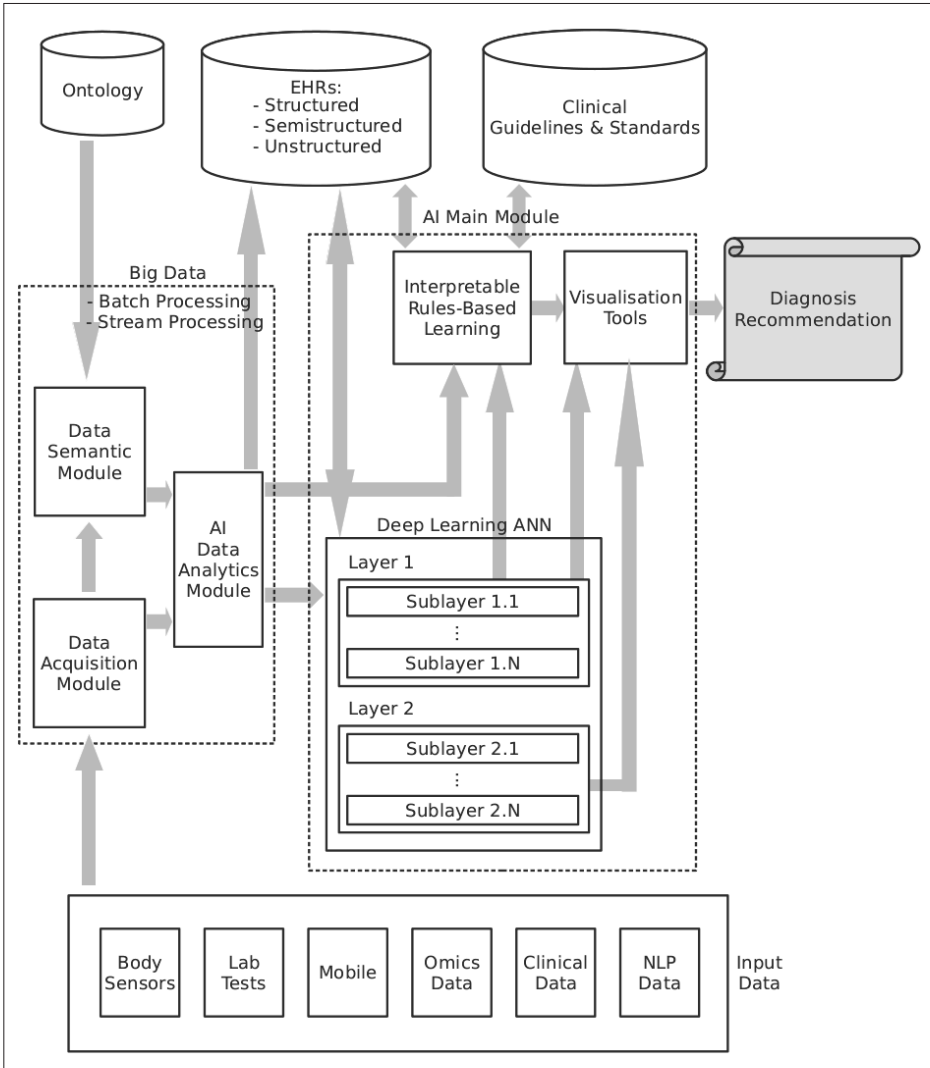 Ontology
EHRs:
- Structured
- Semistructured
- Unstructured
Clinical
Guidelines & Standards
AI Main Module
Big Data
- Batch Processing
- Stream Processing
Interpretable
Rules-Based
Learning
Visualisation
Tools
Diagnosis
Recommendation
Data
Semantic
Module
AI
Data
Analytics
Module
Data
Acquisition
Module
Deep Learning ANN
Layer 1
Sublayer 1.1
⋮
Sublayer 1.N
Layer 2
Sublayer 2.1
⋮
Sublayer 2.N
Body
Sensors
Lab
Tests
Mobile
Omics
Data
Clinical
Data
NLP
Data
Input
Data